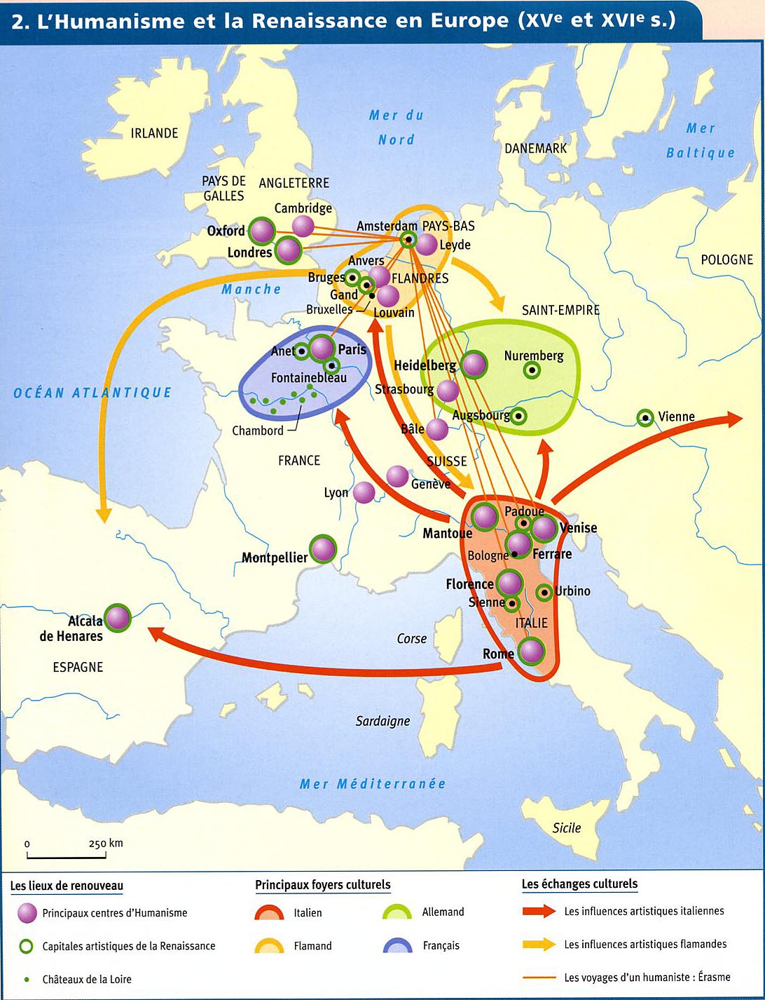 2. L'Humanisme et la Renaissance en Europe (XVe et XVIe s.)
Mer du
Nord
IRLANDE
Mer
Baltique
DANEMARK
PAYS DE
GALLES
ANGLETERRE
Cambridge
Oxford
Londres
Amsterdam
PAYS-BAS
Leyde
POLOGNE
Anvers
Bruges
FLANDRES
Manche
Gand
Bruxelles
Louvain
SAINT-EMPIRE
Anet
Paris
Nuremberg
Heidelberg
Fontainebleau
Strasbourg
OCÉAN ATLANTIQUE
Augsbourg
Vienne
Chambord
Bâle
FRANCE
SUISSE
Genève
Lyon
Padoue
Mantoue
Venise
Montpellier
Bologne
Ferrare
Florence
Urbino
Sienne
Alcala
de Henares
ITALIE
Corse
Rome
ESPAGNE
Sardaigne
Mer Méditerranée
Sicile
0 250 km
Les lieux de renouveau
Principaux centres d'Humanisme
Capitales artistiques de la Renaissance
Châteaux de la Loire
Principaux foyers culturels
Italien
Allemand
Flamand
Français
Les échanges culturels
Les influences artistiques italiennes
Les influences artistiques flamandes
Les voyages d'un humaniste : Érasme